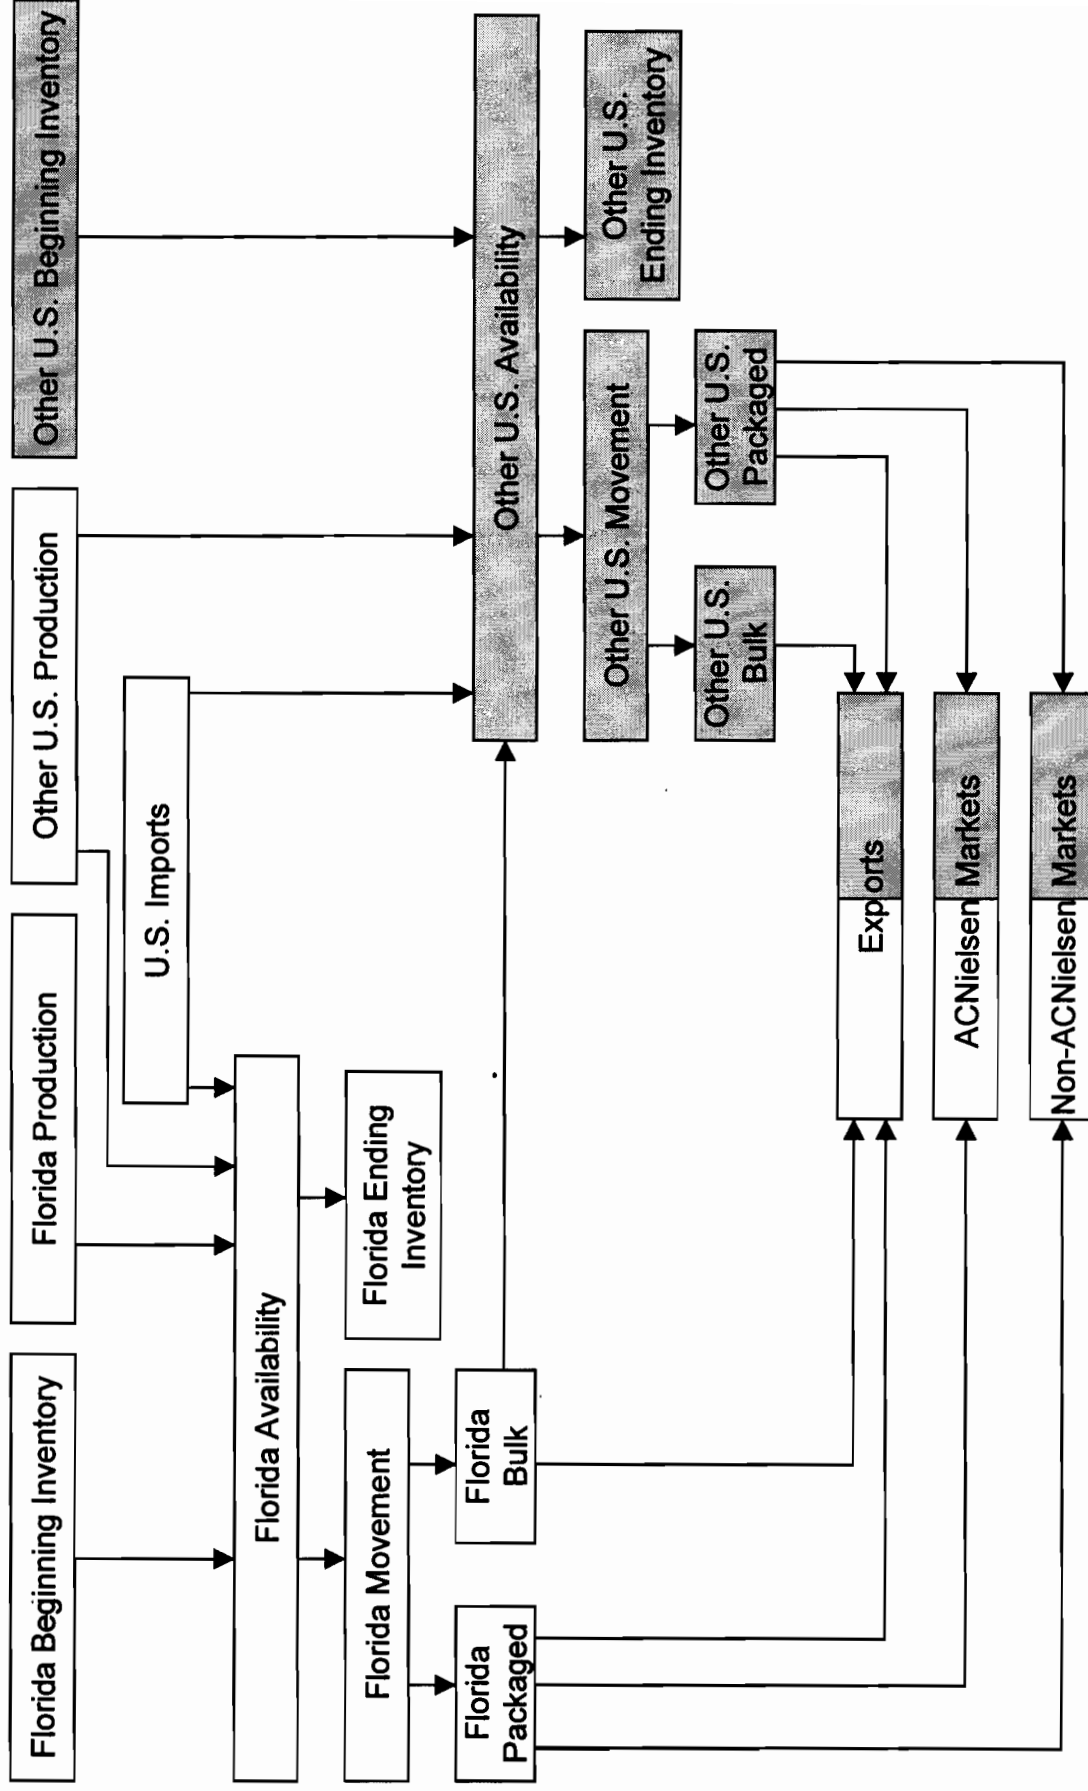 Florida Beginning Inventory
Florida Production
Other U.S. Production
Other U.S. Beginning Inventory
U.S. Imports
Florida Availability
Florida Movement
Florida Ending
Inventory
Florida
Packaged
Florida
Bulk
Other U.S. Availability
Other U.S. Movement
Other U.S.
Ending Inventory
Other U.S.
Bulk
Other U.S.
Packaged
Exports
ACNielsen Markets
Non-ACNielsen Markets